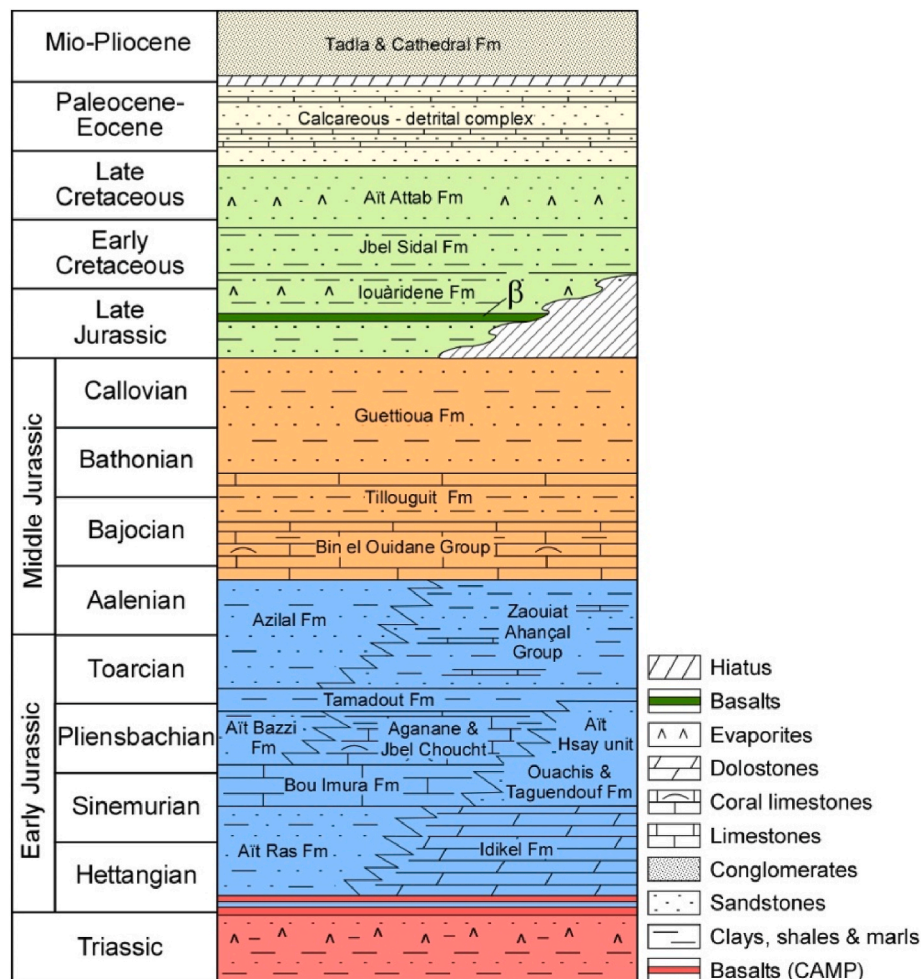 Mio-Pliocene
Tadla & Cathedral Fm
Paleocene-
Eocene
Calcareous - detrital complex
Late
Cretaceous
Aït Attab Fm
Early
Cretaceous
Jbel Sidal Fm
Iouàridene Fm
β
Late
Jurassic
Middle Jurassic
Callovian
Guettioua Fm
Bathonian
Tillouguit Fm
Bajocian
Bin el Ouidane Group
Aalenian
Azilal Fm
Zaouiat
Ahançal
Group
Early Jurassic
Toarcian
Tamadout Fm
Pliensbachian
Aït Bazzi
Fm
Aganane &
Jbel Choucht
Aït
Hsay unit
Bou Imura Fm
Ouachis &
Taguendouf Fm
Sinemurian
Aït Ras Fm
Idikel Fm
Hettangian
Triassic
Hiatus
Basalts
Evaporites
Dolostones
Coral limestones
Limestones
Conglomerates
Sandstones
Clays, shales & marls
Basalts (CAMP)